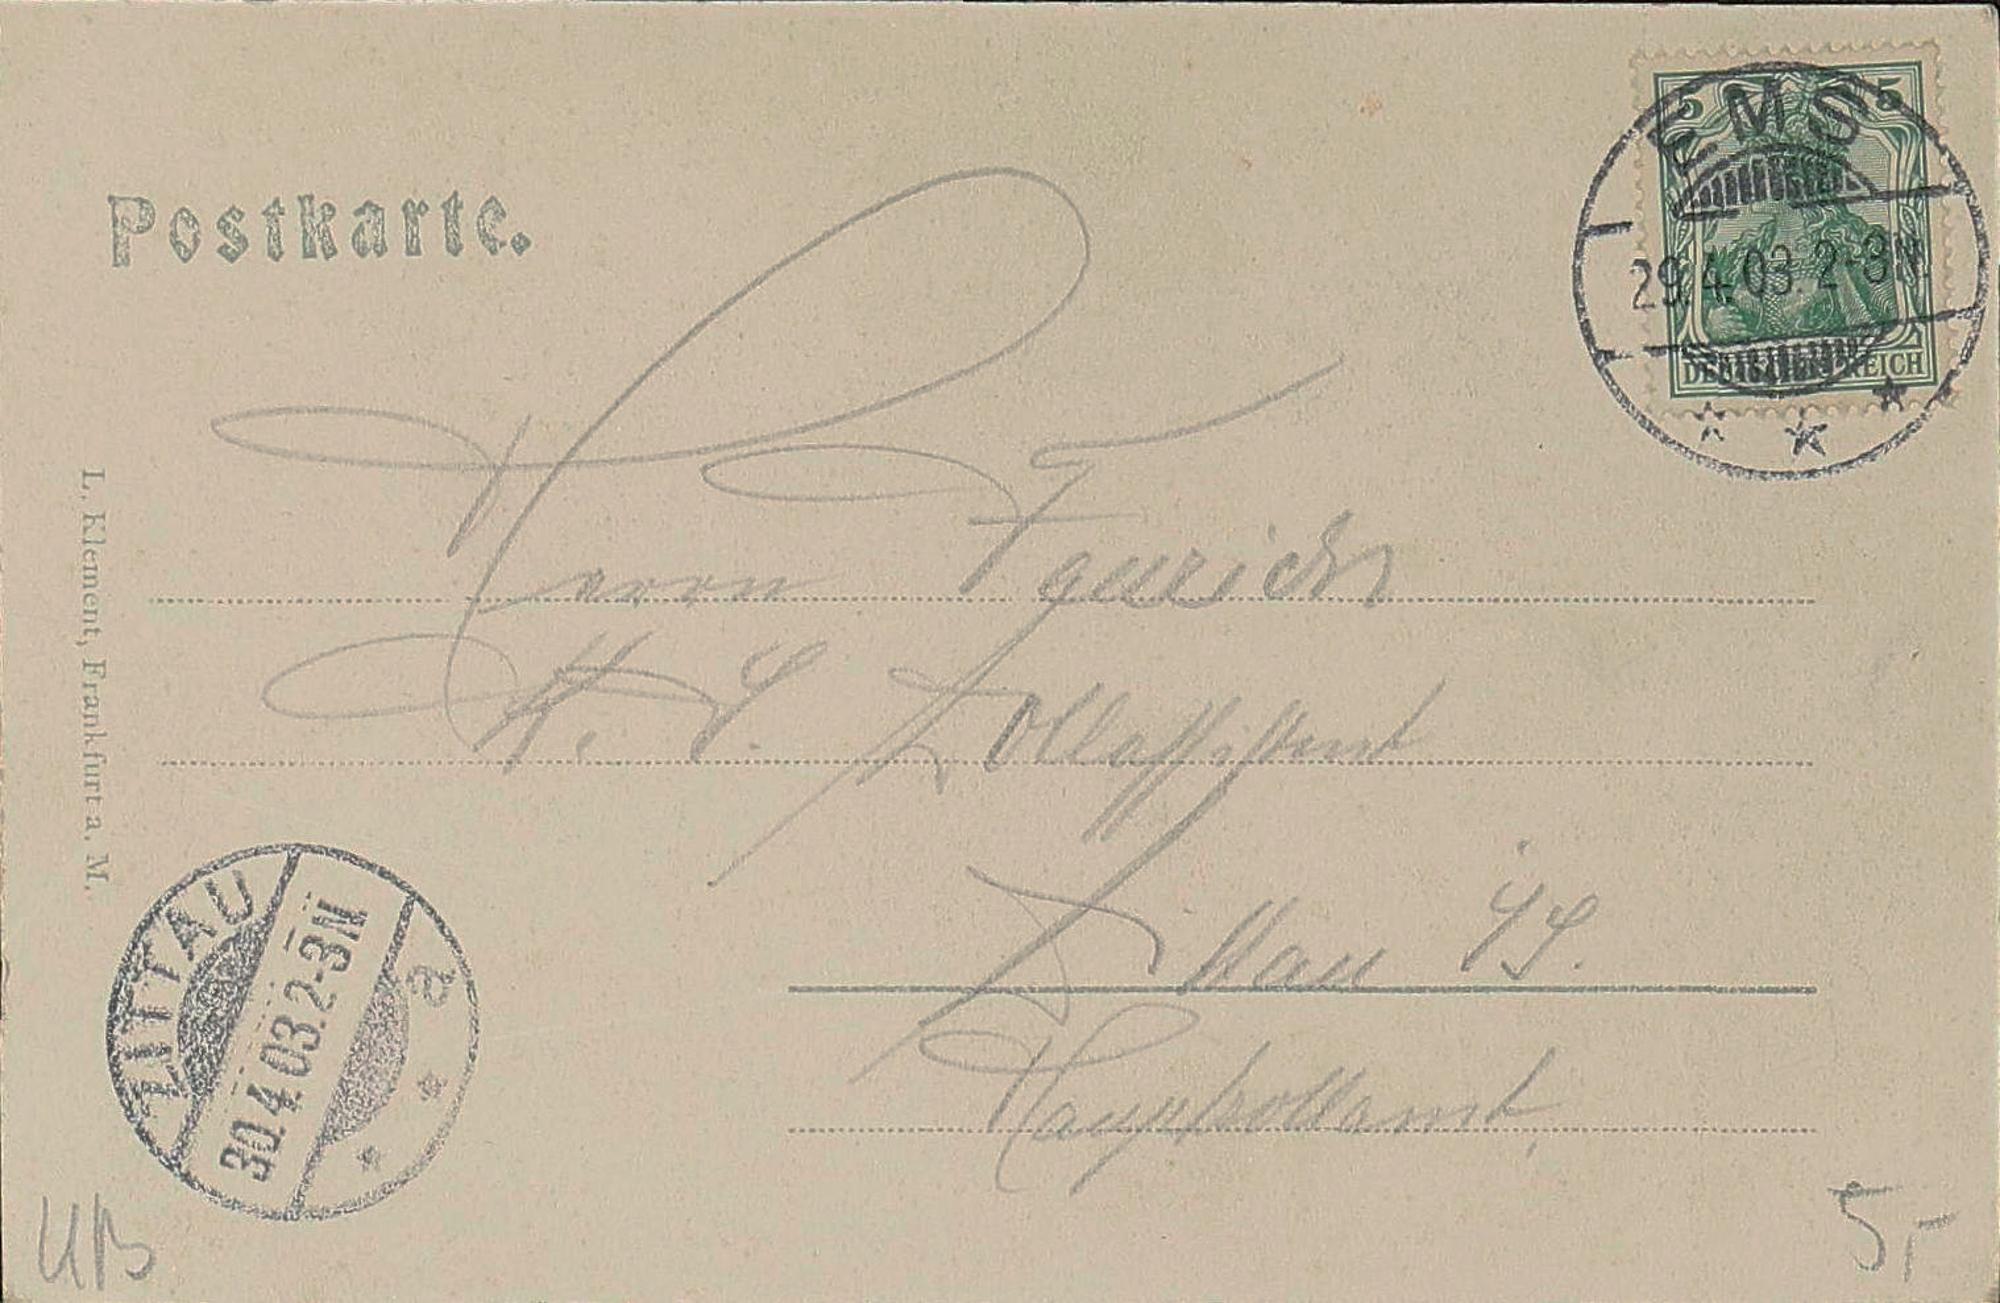 Postkarte.
5 5
DEUTSCHES REICH
EMS
29.4.03. 2-3N
Herrn
K. S. Zollassistent
Zittau i/S.
Hauptzollamt.
L. Klement, Frankfurt a. M.
ZITTAU
30.4.03.2-3N
a
5,-